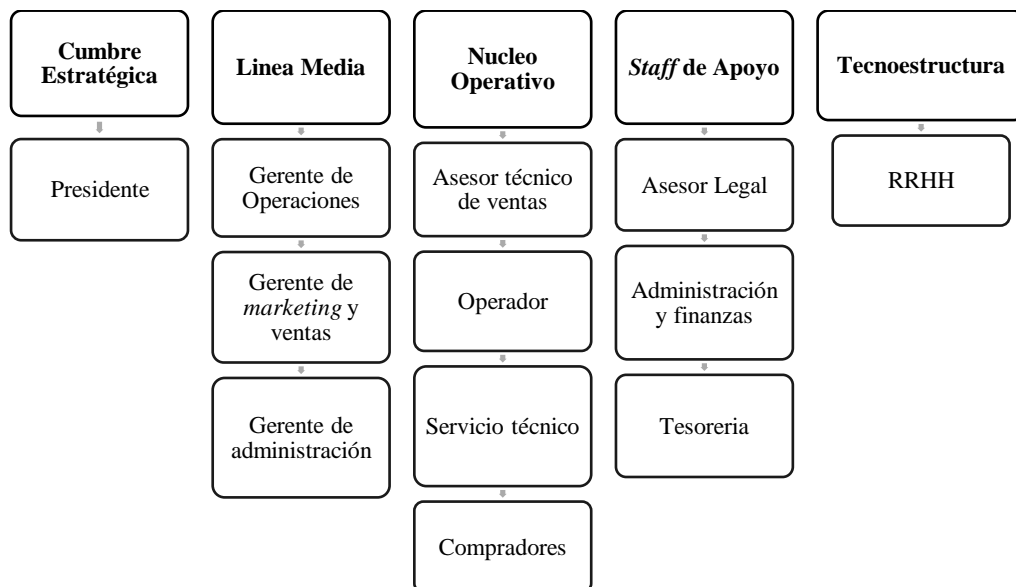 Cumbre
Estratégica
Presidente
Linea Media
Gerente de
Operaciones
Gerente de
marketing y
ventas
Gerente de
administración
Nucleo
Operativo
Asesor técnico
de ventas
Operador
Servicio técnico
Compradores
Staff de Apoyo
Asesor Legal
Administración
y finanzas
Tesoreria
Tecnoestructura
RRHH